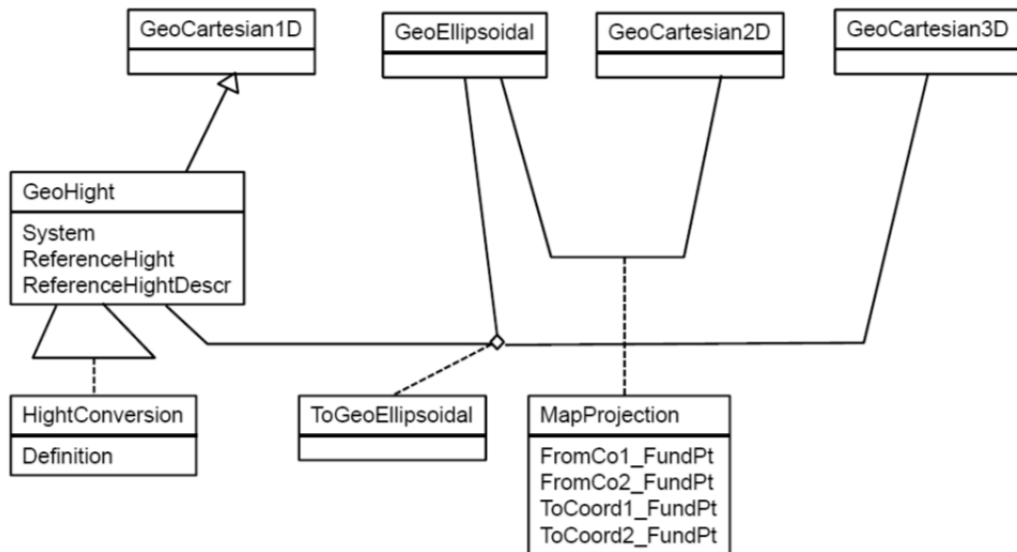 GeoCartesian1D
GeoEllipsoidal
GeoCartesian2D
GeoCartesian3D
GeoHight
System
ReferenceHight
ReferenceHightDescr
HightConversion
Definition
ToGeoEllipsoidal
MapProjection
FromCo1_FundPt
FromCo2_FundPt
ToCoord1_FundPt
ToCoord2_FundPt